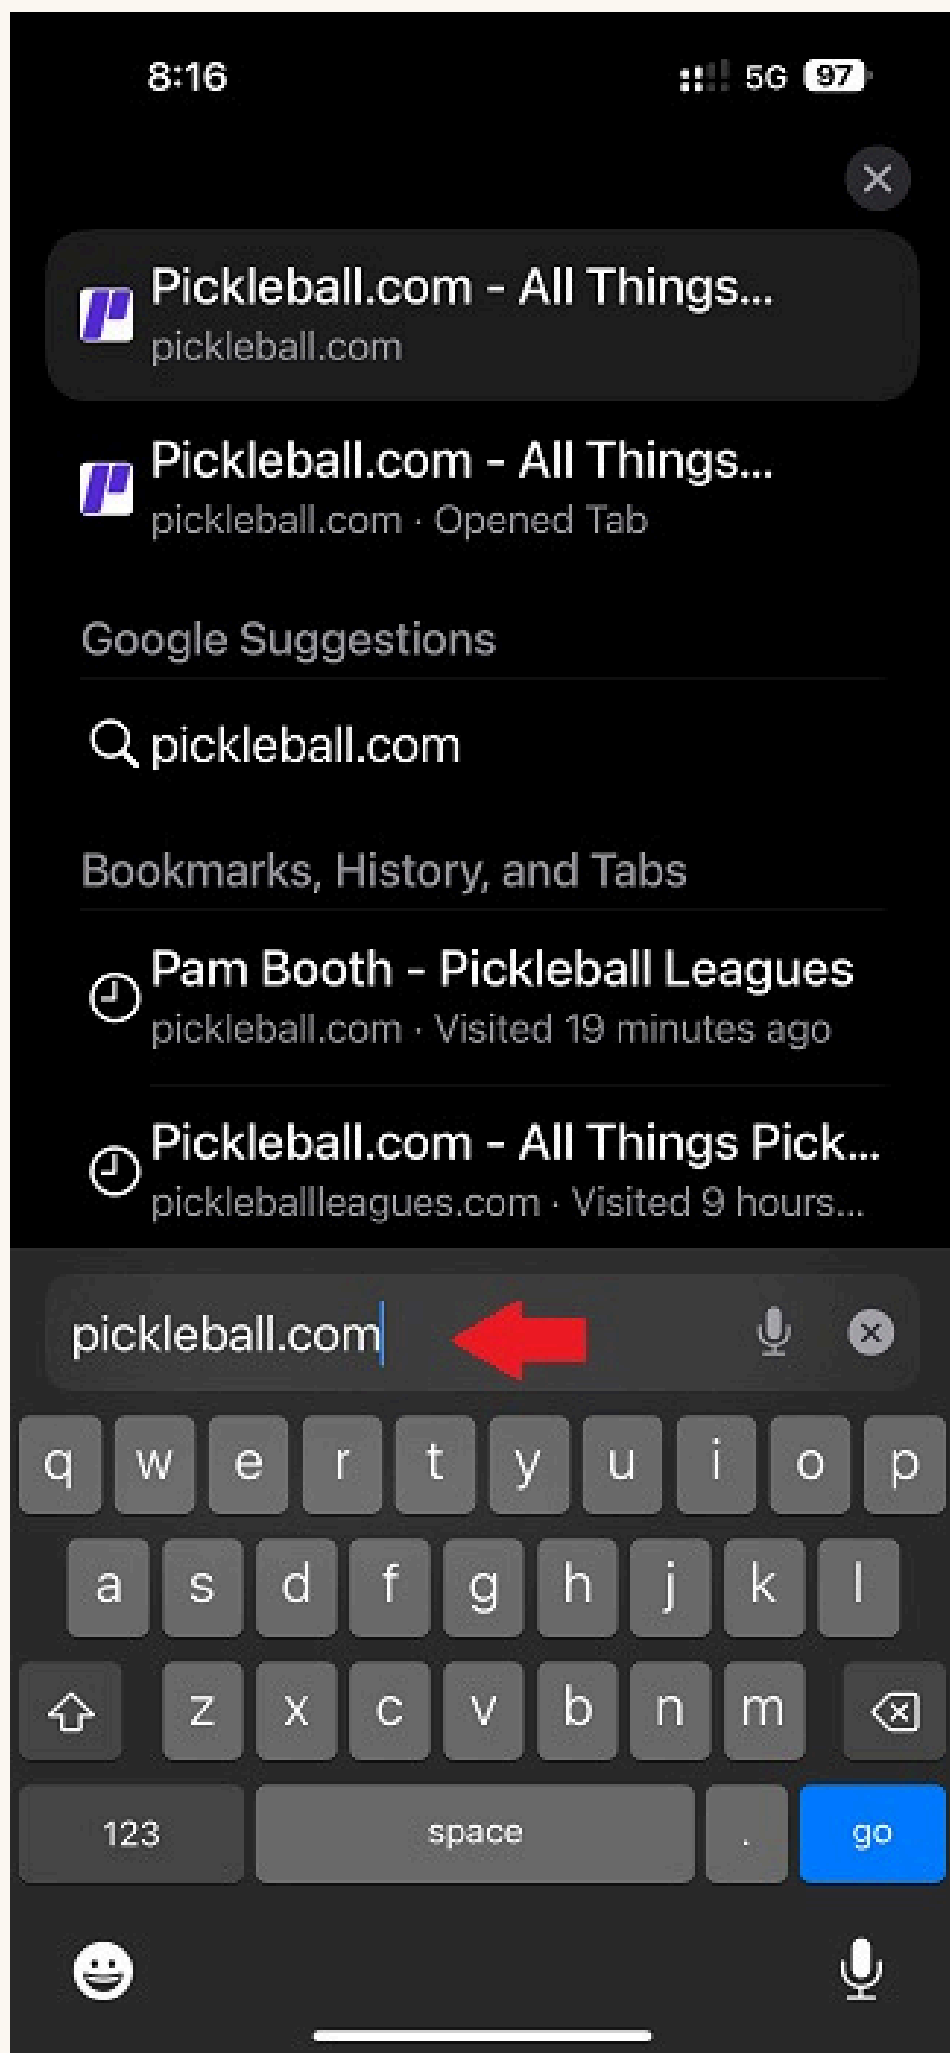 8:16 5G 97
Pickleball.com - All Things...
pickleball.com
Pickleball.com - All Things...
pickleball.com · Opened Tab
Google Suggestions
pickleball.com
Bookmarks, History, and Tabs
Pam Booth - Pickleball Leagues
pickleball.com · Visited 19 minutes ago
Pickleball.com - All Things Pick...
pickleballleagues.com · Visited 9 hours...
pickleball.com
q w e r t y u i o p
a s d f g h j k l
z x c v b n m
123 space . go